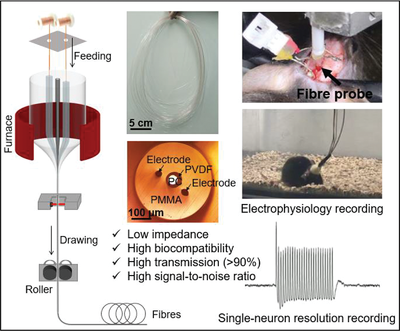 Feeding
Furnace
Drawing
Roller
Fibres
5 cm
Electrode
PVDF
PC
Electrode
PMMA
100 µm
✓ Low impedance
✓ High biocompatibility
✓ High transmission (>90%)
✓ High signal-to-noise ratio
Fibre probe
Electrophysiology recording
Single-neuron resolution recording